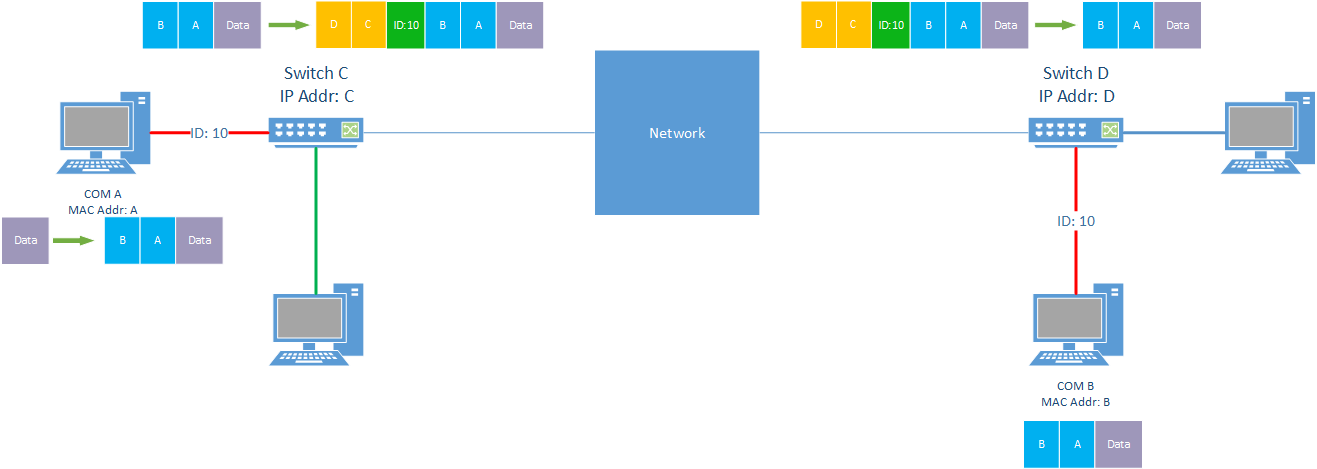 B A Data D C ID:10 B A Data
D C ID:10 B A Data B A Data
Switch C
IP Addr: C
Switch D
IP Addr: D
ID: 10
Network
COM A
MAC Addr: A
Data B A Data
ID: 10
COM B
MAC Addr: B
B A Data